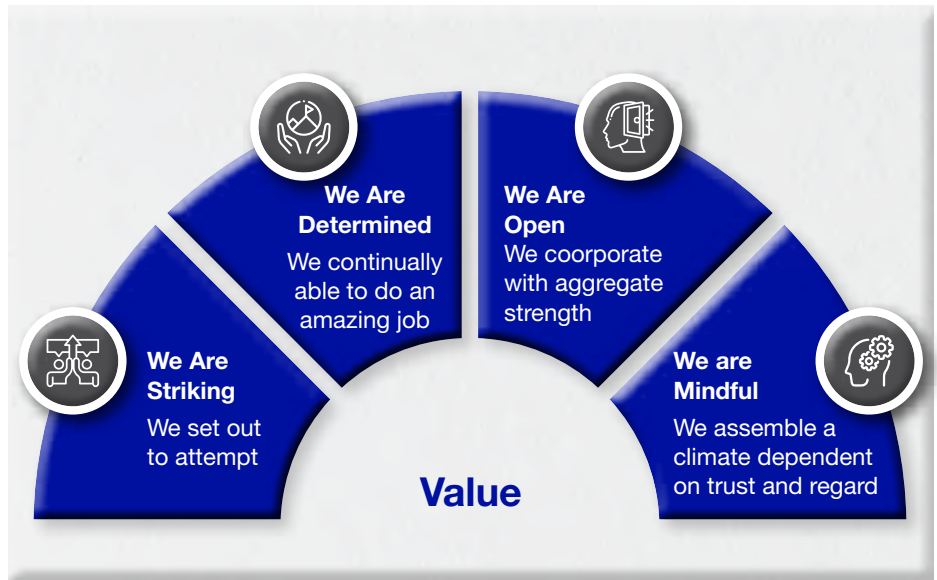 We Are
Striking
We set out
to attempt
We Are
Determined
We continually
able to do an
amazing job
We Are
Open
We coorporate
with aggregate
strength
We are
Mindful
We assemble a
climate dependent
on trust and regard
Value